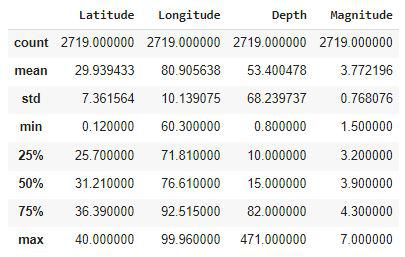 Latitude Longitude Depth Magnitude
count 2719.000000 2719.000000 2719.000000 2719.000000
mean 29.939433 80.905638 53.400478 3.772196
std 7.361564 10.139075 68.239737 0.768076
min 0.120000 60.300000 0.800000 1.500000
25% 25.700000 71.810000 10.000000 3.200000
50% 31.210000 76.610000 15.000000 3.900000
75% 36.390000 92.515000 82.000000 4.300000
max 40.000000 99.960000 471.000000 7.000000